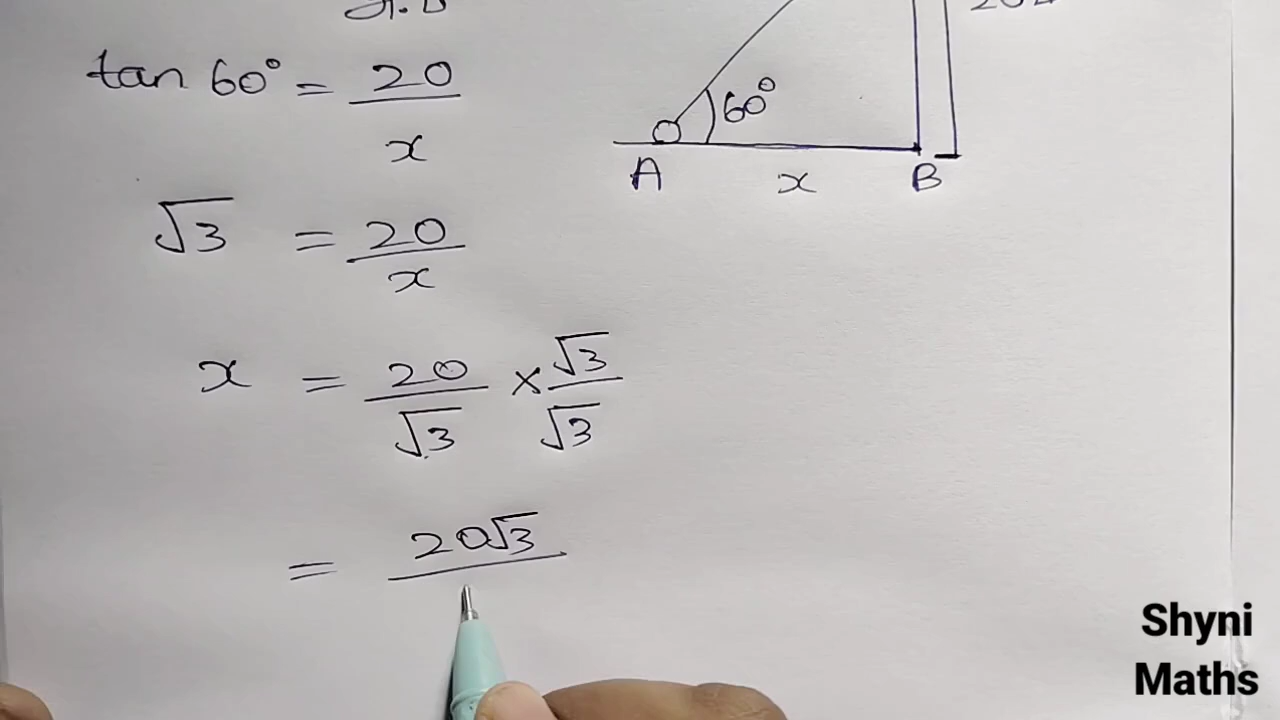 tan 60° = 20/x
60°
A x B
√3 = 20/x
x = 20/√3 × √3/√3
= 20√3
Shyni
Maths